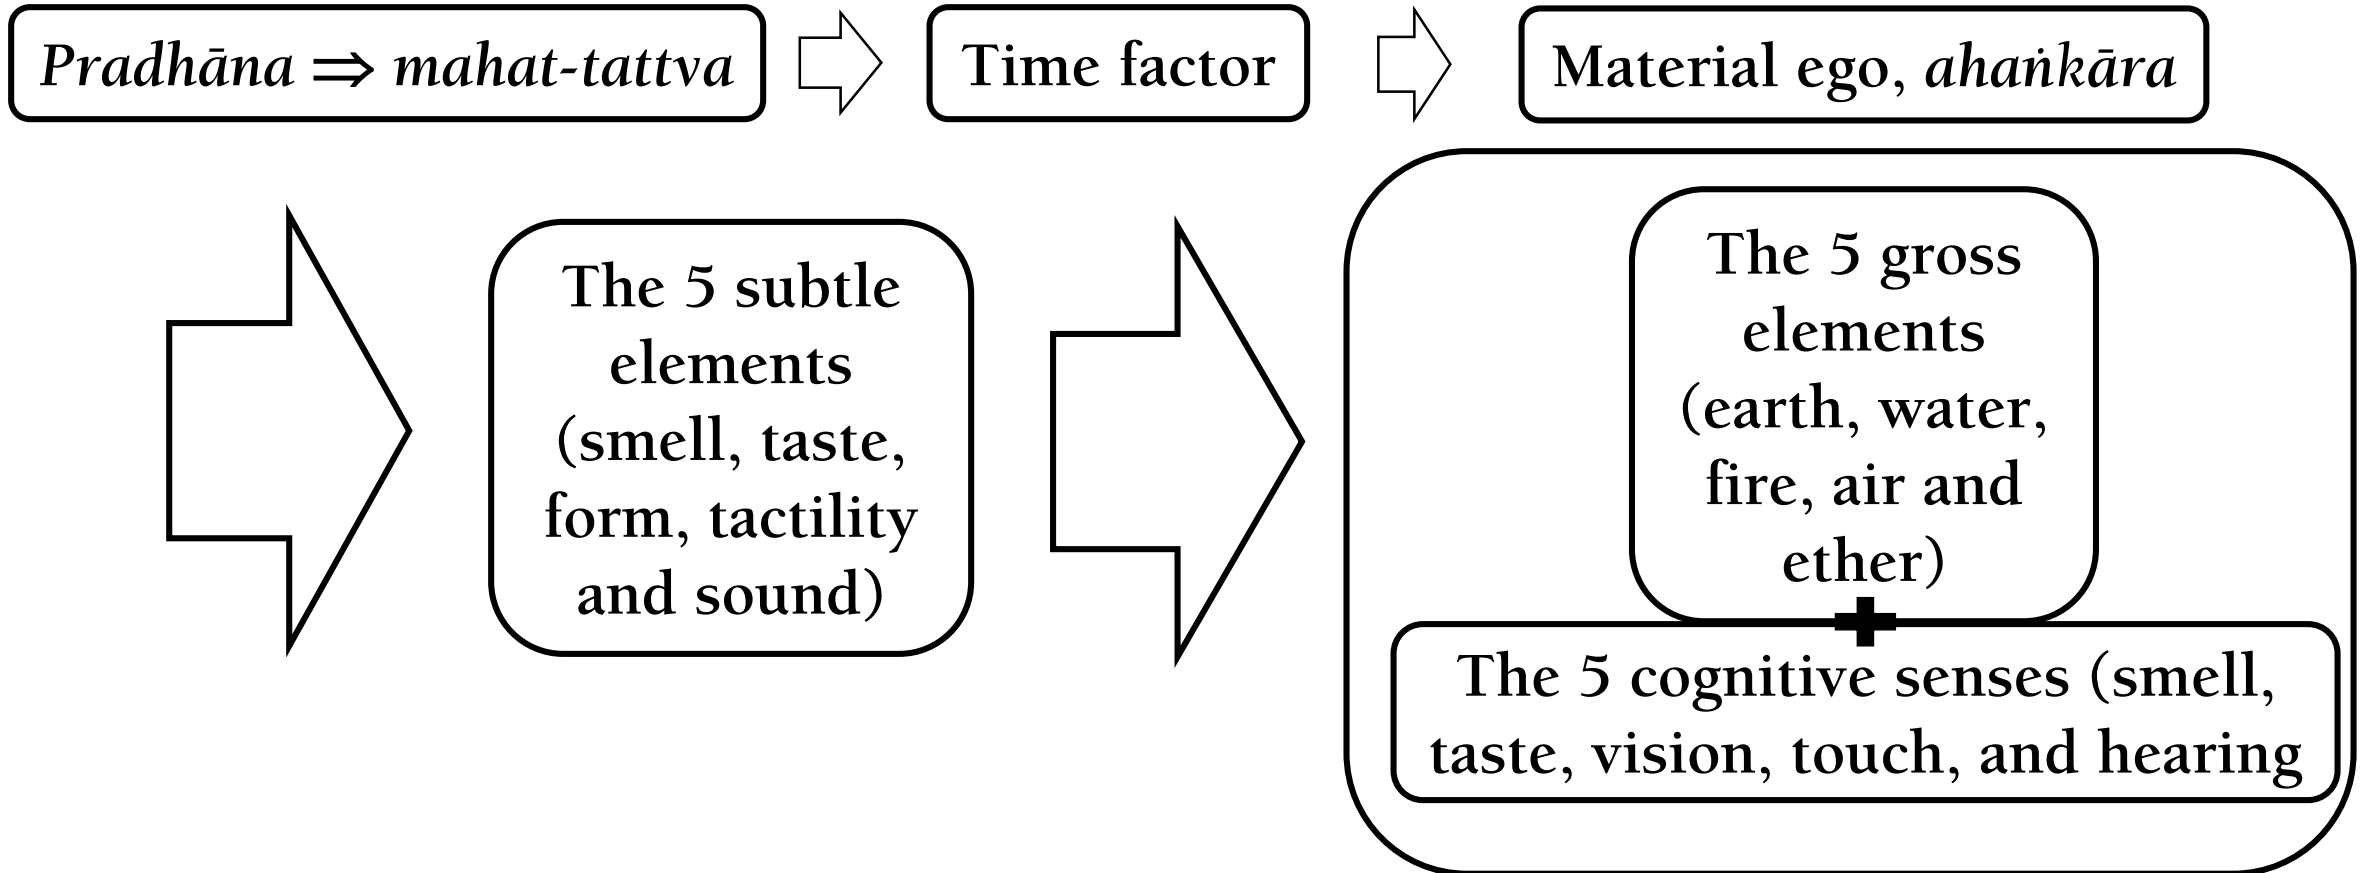 Pradhāna ⇒ mahat-tattva
Time factor
Material ego, ahaṅkāra
The 5 subtle
elements
(smell, taste,
form, tactility
and sound)
The 5 gross
elements
(earth, water,
fire, air and
ether)
The 5 cognitive senses (smell,
taste, vision, touch, and hearing